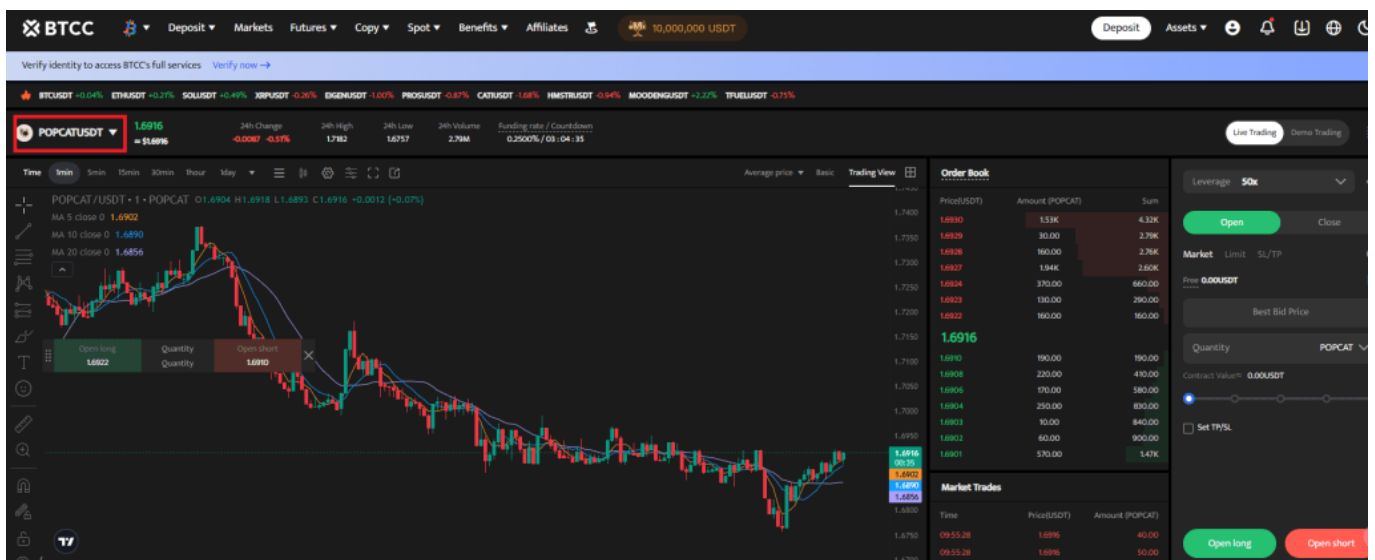 BTCC Deposit Markets Futures Copy Spot Benefits Affiliates 10,000,000 USDT Deposit Assets
Verify identity to access BTCC's full services Verify now →
BTCUSDT +0.04% ETHUSDT +0.27% SOLUSDT +0.49% XRPUSDT -0.26% EIGENUSDT -1.00% PROSUSDT -0.87% CATIUSDT -1.68% HMSTRUSDT -0.94% MOODENGUSDT +2.22% TFUELUSDT -0.75%
POPCATUSDT 1.6916 24h Change 24h High 24h Low 24h Volume Funding rate / Countdown
≈ $1.6916 -0.0087 -0.51% 1.7182 1.6757 2.79M 0.2500% / 03 : 04 : 35
Live Trading Demo Trading
Time 1min 5min 15min 30min 1hour 1day Average price Basic Trading View
POPCAT/USDT • 1 • POPCAT O1.6904 H1.6918 L1.6893 C1.6916 +0.0012 (+0.07%)
MA 5 close 0 1.6902
MA 10 close 0 1.6890
MA 20 close 0 1.6856
Open long Quantity Open short
1.6922 Quantity 1.6910
1.7400
1.7350
1.7300
1.7250
1.7200
1.7150
1.7100
1.7050
1.7000
1.6950
1.6916
00:35
1.6902
1.6890
1.6856
1.6800
1.6750
Order Book
Price(USDT) Amount (POPCAT) Sum
1.6930 1.53K 4.32K
1.6929 30.00 2.79K
1.6928 160.00 2.76K
1.6927 1.94K 2.60K
1.6924 370.00 660.00
1.6923 130.00 290.00
1.6922 160.00 160.00
1.6916
1.6910 190.00 190.00
1.6908 220.00 410.00
1.6906 170.00 580.00
1.6904 250.00 830.00
1.6903 10.00 840.00
1.6902 60.00 900.00
1.6901 570.00 1.47K
Market Trades
Time Price(USDT) Amount (POPCAT)
09:55:28 1.6916 40.00
09:55:28 1.6916 50.00
Leverage 50x
Open Close
Market Limit SL/TP
Free 0.00USDT
Best Bid Price
Quantity POPCAT
Contract Value≈ 0.00USDT
Set TP/SL
Open long Open short